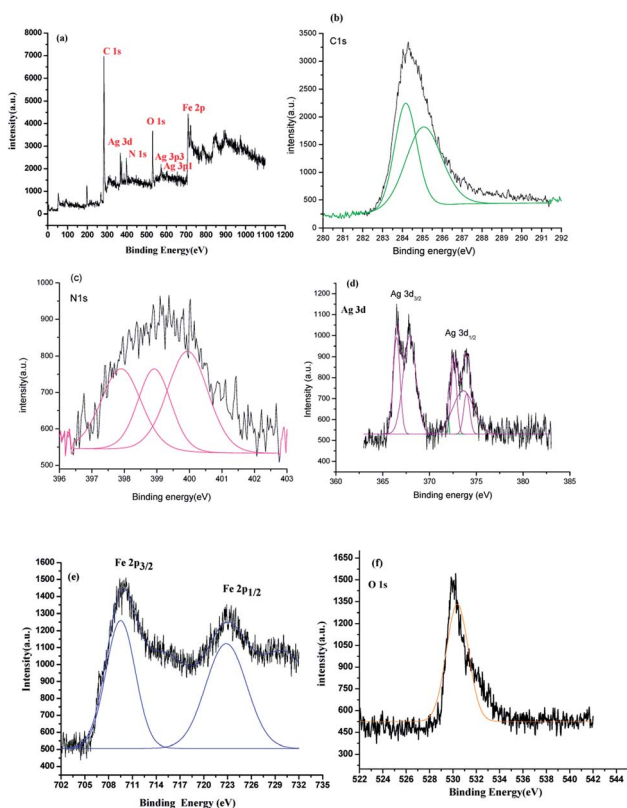 (a)
C 1s
Ag 3d
N 1s
O 1s
Ag 3p3
Ag 3p1
Fe 2p
intensity(a.u.)
8000
7000
6000
5000
4000
3000
2000
1000
0
0 100 200 300 400 500 600 700 800 900 1000 1100 1200
Binding Energy(eV)
(b)
C1s
intensity(a.u.)
3500
3000
2500
2000
1500
1000
500
0
280 281 282 283 284 285 286 287 288 289 290 291 292
Binding energy(eV)
(c)
N1s
intensity(a.u.)
1000
900
800
700
600
500
396 397 398 399 400 401 402 403
Binding energy(eV)
(d)
Ag 3d
Ag 3d3/2
Ag 3d1/2
Intensity (a.u.)
1200
1100
1000
900
800
700
600
500
400
360 365 370 375 380 385
Binding energy (eV)
(e)
Fe 2p3/2
Fe 2p1/2
Intensity(a.u.)
1600
1500
1400
1300
1200
1100
1000
900
800
700
600
500
400
702 705 708 711 714 717 720 723 726 729 732 735
Binding Energy (eV)
(f)
O 1s
intensity(a.u.)
1650
1500
1350
1200
1050
900
750
600
450
300
522 524 526 528 530 532 534 536 538 540 542 544
Binding Energy(eV)